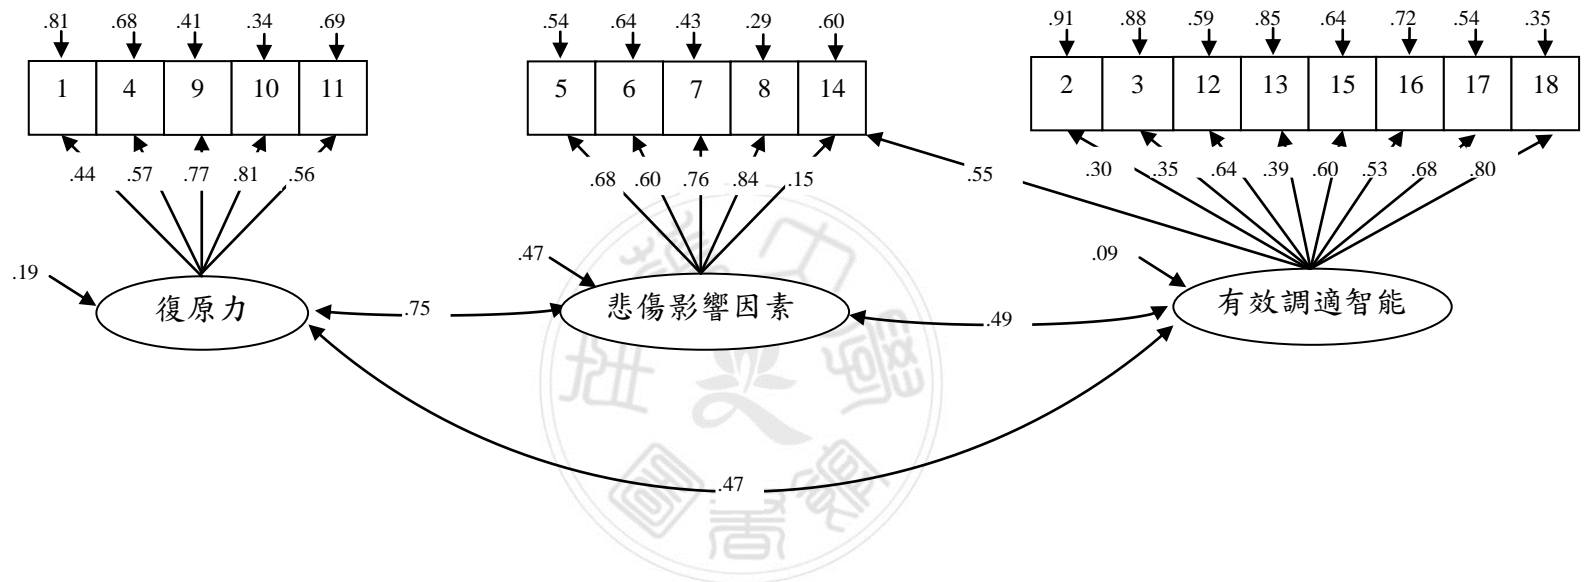 .81 .68 .41 .34 .69 .54 .64 .43 .29 .60 .91 .88 .59 .85 .64 .72 .54 .35
1 4 9 10 11 5 6 7 8 14 2 3 12 13 15 16 17 18
.44 .57 .77 .81 .56 .68 .60 .76 .84 .15 .55 .30 .35 .64 .39 .60 .53 .68 .80
.19 .47 .09
復原力 悲傷影響因素 有效調適智能
.75 .49
.47